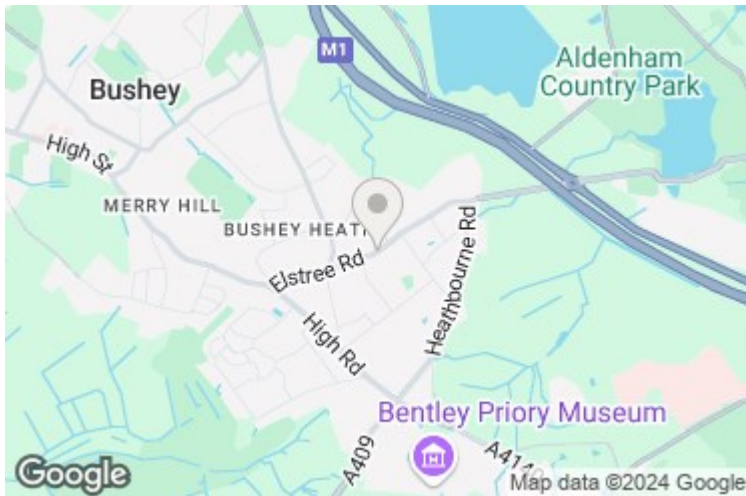 M1
Aldenham
Country Park
Bushey
High St
MERRY HILL
BUSHEY HEAT
Elstree Rd
Heathbourne Rd
High Rd
Bentley Priory Museum
A409
A4140
Google
Map data ©2024 Google